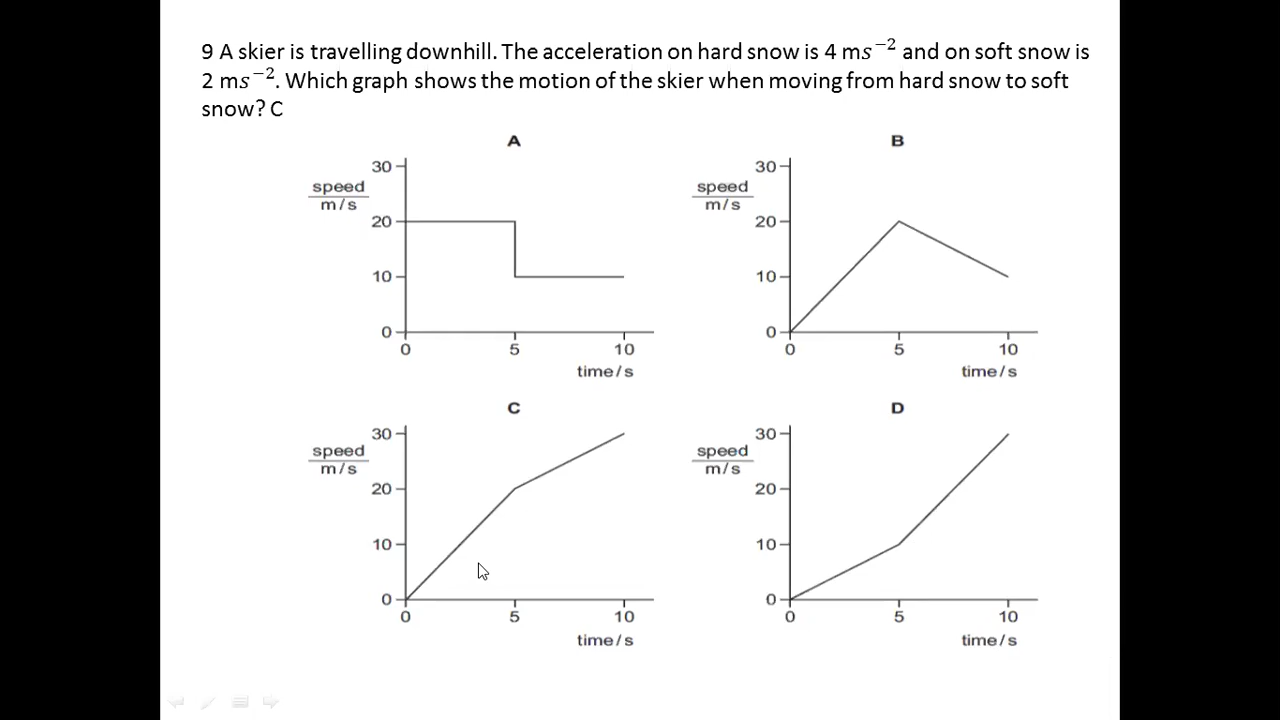 9 A skier is travelling downhill. The acceleration on hard snow is 4 ms⁻² and on soft snow is
2 ms⁻². Which graph shows the motion of the skier when moving from hard snow to soft
snow? C
A
30
speed
m/s
20
10
0
0 5 10
time/s
B
30
speed
m/s
20
10
0
0 5 10
time/s
C
30
speed
m/s
20
10
0
0 5 10
time/s
D
30
speed
m/s
20
10
0
0 5 10
time/s